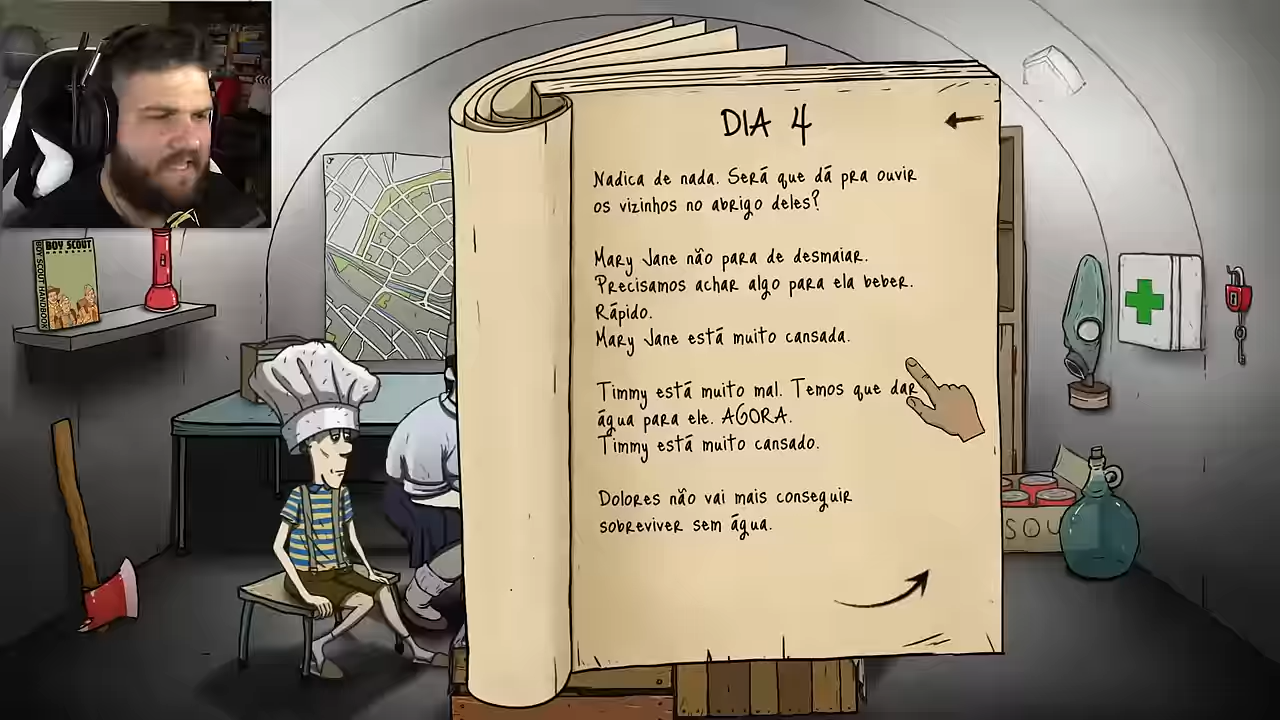 DIA 4
Nadica de nada. Será que dá pra ouvir
os vizinhos no abrigo deles?
Mary Jane não para de desmaiar.
Precisamos achar algo para ela beber.
Rápido.
Mary Jane está muito cansada.
Timmy está muito mal. Temos que dar
água para ele. AGORA.
Timmy está muito cansado.
Dolores não vai mais conseguir
sobreviver sem água.
BOY SCOUT
BOY SCOUT HANDBOOK
SOU